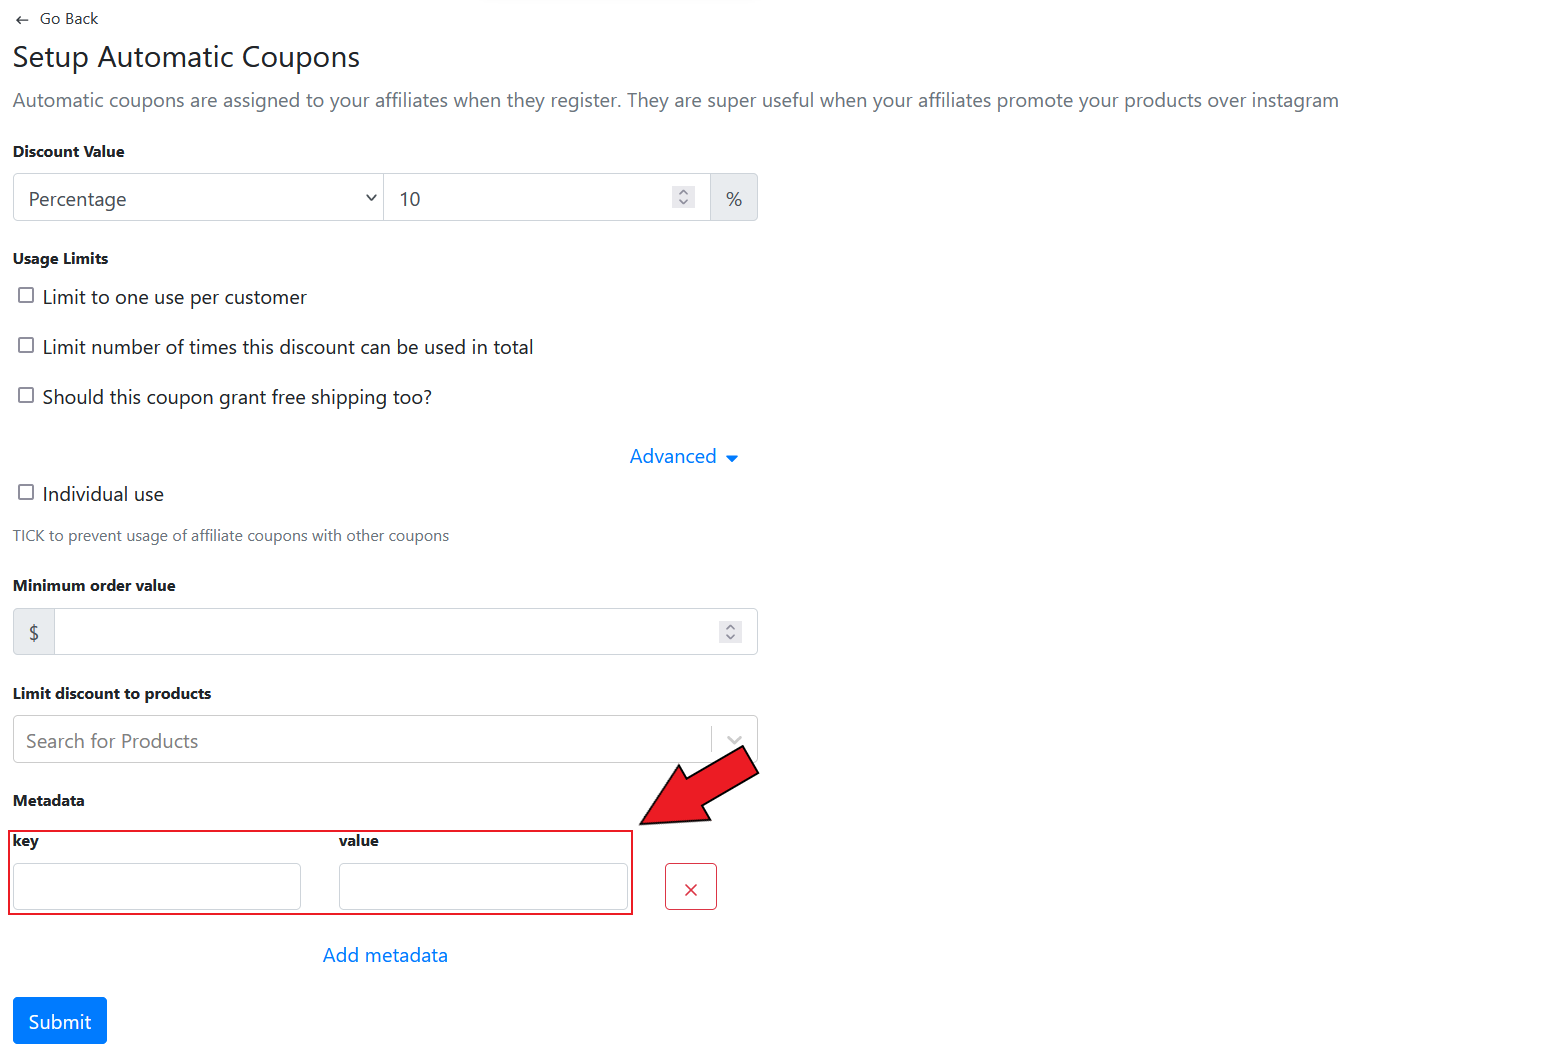 ← Go Back
Setup Automatic Coupons
Automatic coupons are assigned to your affiliates when they register. They are super useful when your affiliates promote your products over instagram
Discount Value
Percentage 10 %
Usage Limits
Limit to one use per customer
Limit number of times this discount can be used in total
Should this coupon grant free shipping too?
Advanced
Individual use
TICK to prevent usage of affiliate coupons with other coupons
Minimum order value
$
Limit discount to products
Search for Products
Metadata
key value
Add metadata
Submit